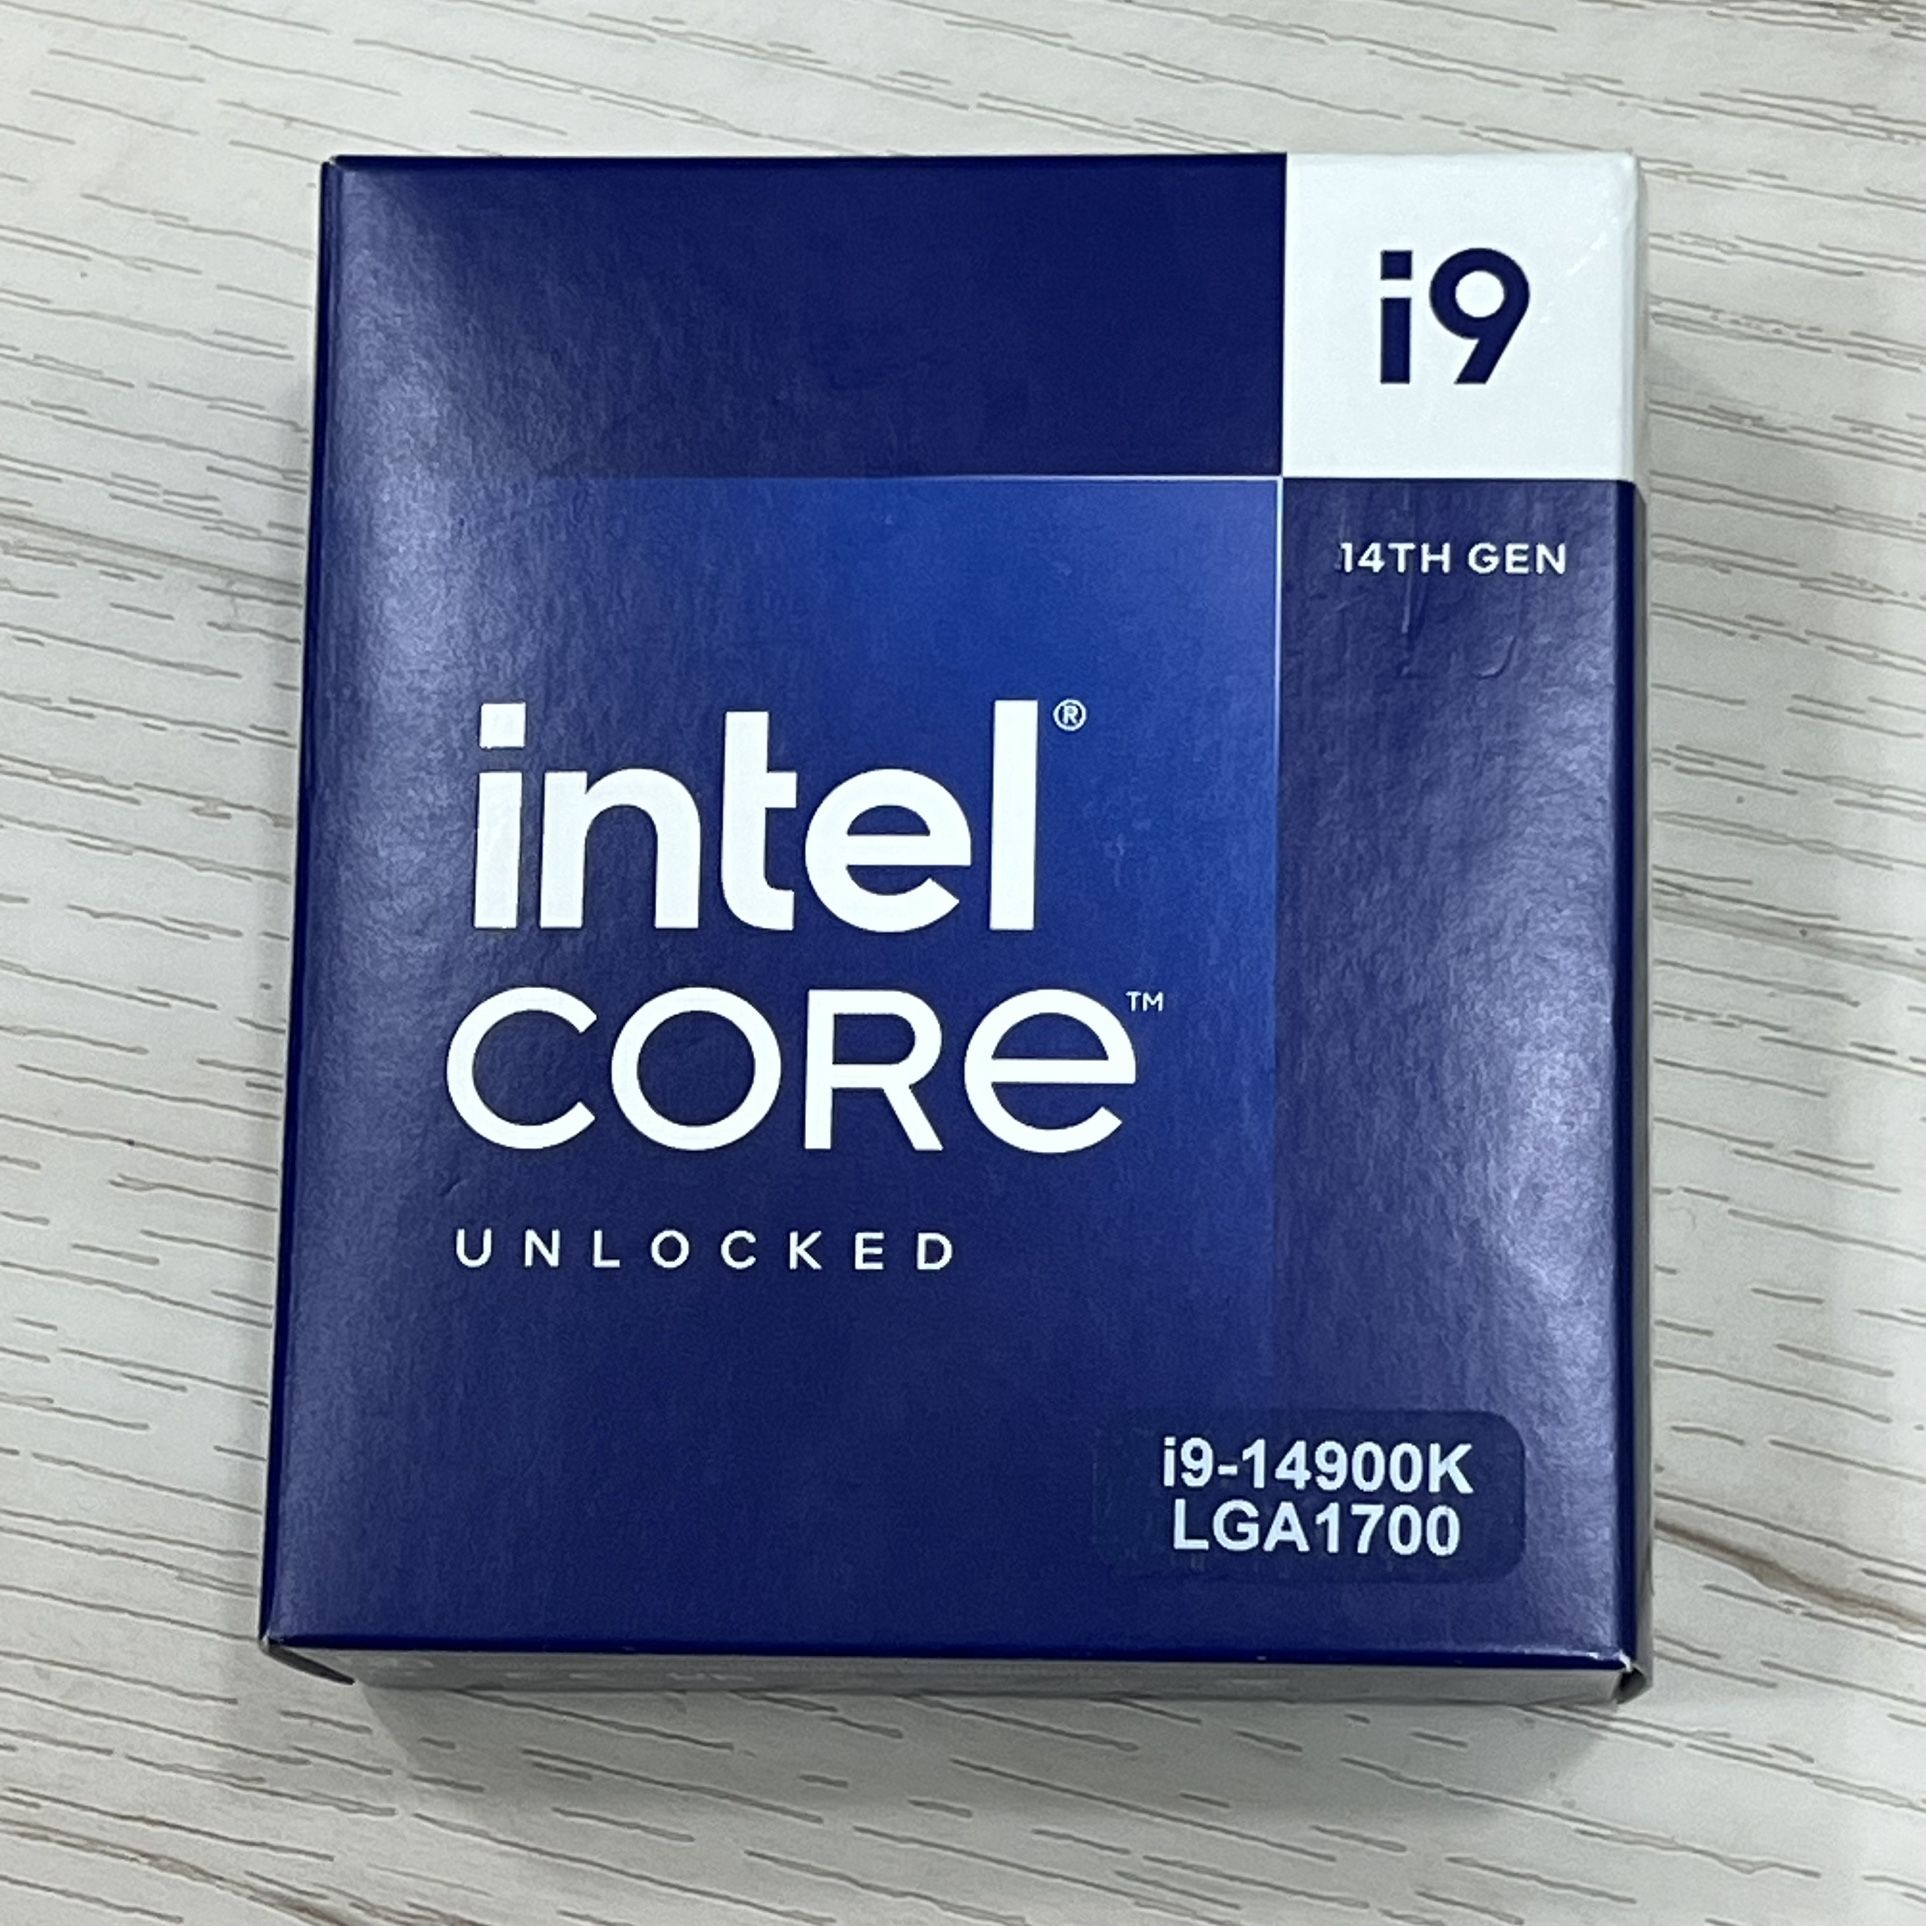 i9
14TH GEN
intel®
CORE™
UNLOCKED
i9-14900K
LGA1700